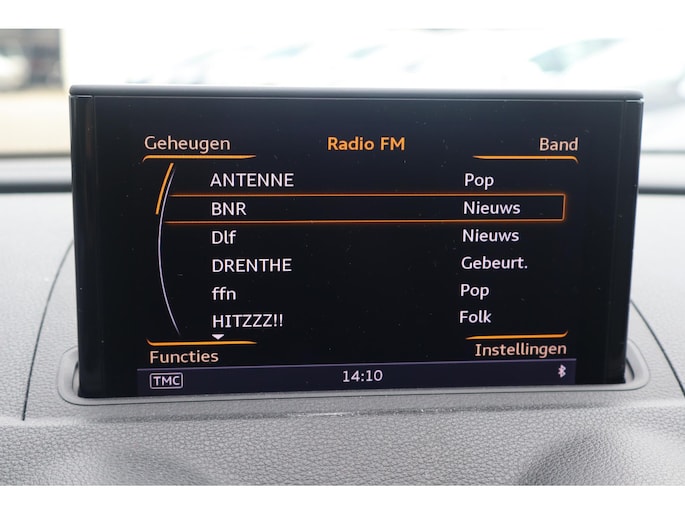 Geheugen Radio FM Band
ANTENNE Pop
BNR Nieuws
Dlf Nieuws
DRENTHE Gebeurt.
ffn Pop
HITZZZ!! Folk
Functies Instellingen
TMC 14:10